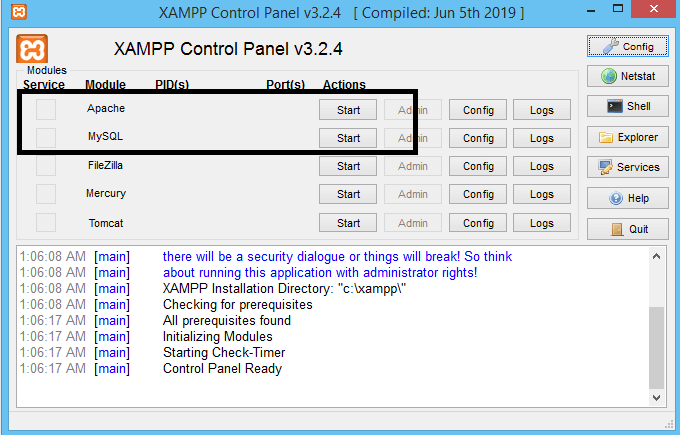 XAMPP Control Panel v3.2.4 [ Compiled: Jun 5th 2019 ]
XAMPP Control Panel v3.2.4
Config
Modules
Service Module PID(s) Port(s) Actions
Netstat
Apache Start Admin Config Logs
Shell
MySQL Start Admin Config Logs
Explorer
FileZilla Start Admin Config Logs
Services
Mercury Start Admin Config Logs
Help
Tomcat Start Admin Config Logs
Quit
1:06:08 AM [main] there will be a security dialogue or things will break! So think
1:06:08 AM [main] about running this application with administrator rights!
1:06:08 AM [main] XAMPP Installation Directory: "c:\xampp\"
1:06:08 AM [main] Checking for prerequisites
1:06:17 AM [main] All prerequisites found
1:06:17 AM [main] Initializing Modules
1:06:17 AM [main] Starting Check-Timer
1:06:17 AM [main] Control Panel Ready